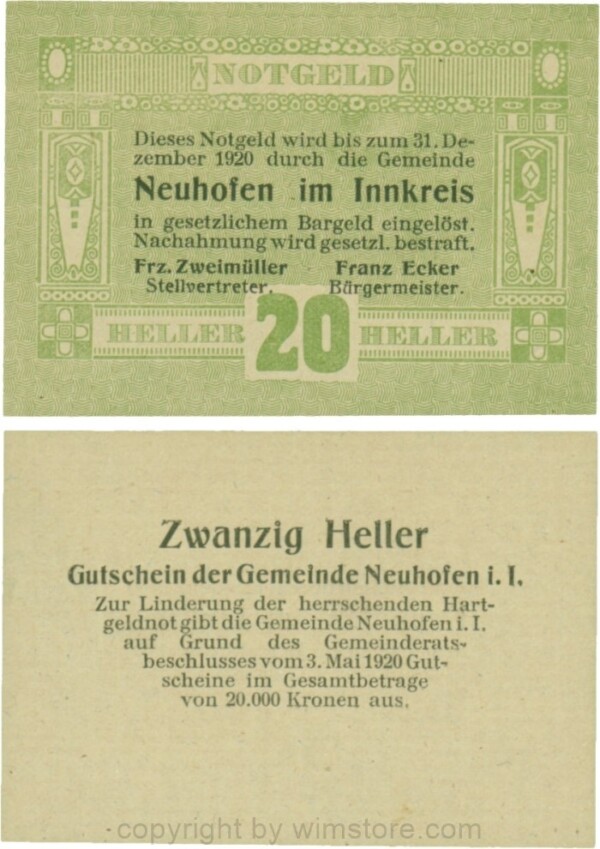 NOTGELD
Dieses Notgeld wird bis zum 31. De-
zember 1920 durch die Gemeinde
Neuhofen im Innkreis
in gesetzlichem Bargeld eingelöst.
Nachahmung wird gesetzl. bestraft.
Frz. Zweimüller Franz Ecker
Stellvertreter. Bürgermeister.
HELLER 20 HELLER
Zwanzig Heller
Gutschein der Gemeinde Neuhofen i. I.
Zur Linderung der herrschenden Hart-
geldnot gibt die Gemeinde Neuhofen i. I.
auf Grund des Gemeinderats-
beschlusses vom 3. Mai 1920 Gut-
scheine im Gesamtbetrage
von 20.000 Kronen aus.
- copyright by wimstore.com -